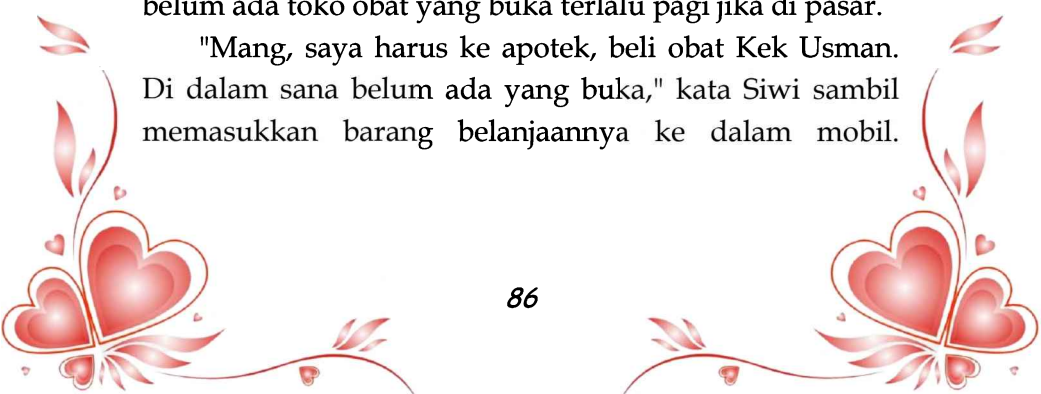 belum ada toko obat yang buka terlalu pagi jika di pasar.
"Mang, saya harus ke apotek, beli obat Kek Usman.
Di dalam sana belum ada yang buka," kata Siwi sambil
memasukkan barang belanjaannya ke dalam mobil.
86